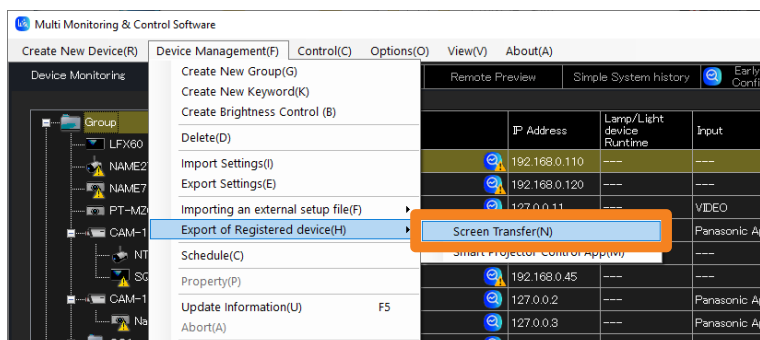 Multi Monitoring & Control Software
Create New Device(R) Device Management(F) Control(C) Options(O) View(V) About(A)
Device Monitoring Remote Preview Simple System history Early
Create New Group(G)
Create New Keyword(K)
Create Brightness Control (B)
Delete(D)
Import Settings(I)
Export Settings(E)
Importing an external setup file(F)
Export of Registered device(H)
Schedule(C)
Property(P)
Update Information(U) F5
Abort(A)
Screen Transfer(N)
Smart Projector Control App(M)
Group
LFX60
NAME2
NAME7
PT-MZ
CAM-1
NT
CAM-1
Na
IP Address
Lamp/Light
device
Runtime
Input
192.168.0.110 --- ---
192.168.0.120 --- ---
127.0.0.11 --- VIDEO
Panasonic A
---
192.168.0.45 --- ---
127.0.0.2 --- Panasonic A
127.0.0.3 --- Panasonic A